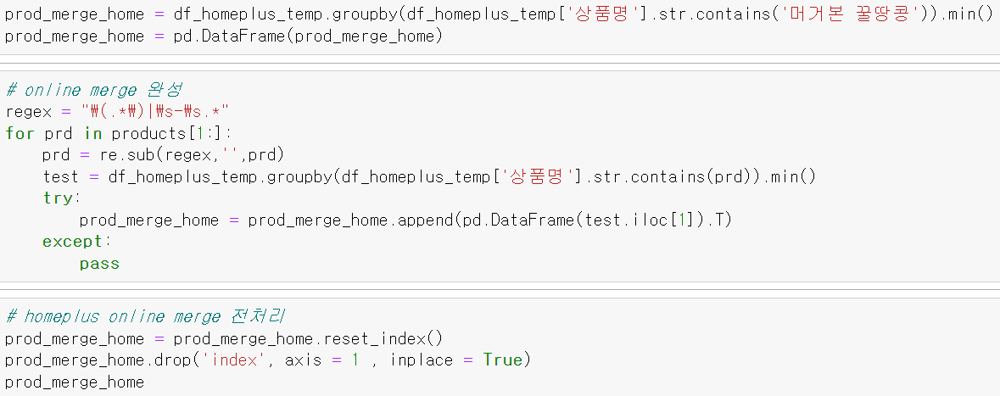 prod_merge_home = df_homeplus_temp.groupby(df_homeplus_temp['상품명'].str.contains('머거본 꿀땅콩')).min()
prod_merge_home = pd.DataFrame(prod_merge_home)
# online merge 완성
regex = "₩(.*₩)|₩s-₩s.*"
for prd in products[1:]:
    prd = re.sub(regex,'',prd)
    test = df_homeplus_temp.groupby(df_homeplus_temp['상품명'].str.contains(prd)).min()
    try:
        prod_merge_home = prod_merge_home.append(pd.DataFrame(test.iloc[1]).T)
    except:
        pass
# homeplus online merge 전처리
prod_merge_home = prod_merge_home.reset_index()
prod_merge_home.drop('index', axis = 1 , inplace = True)
prod_merge_home